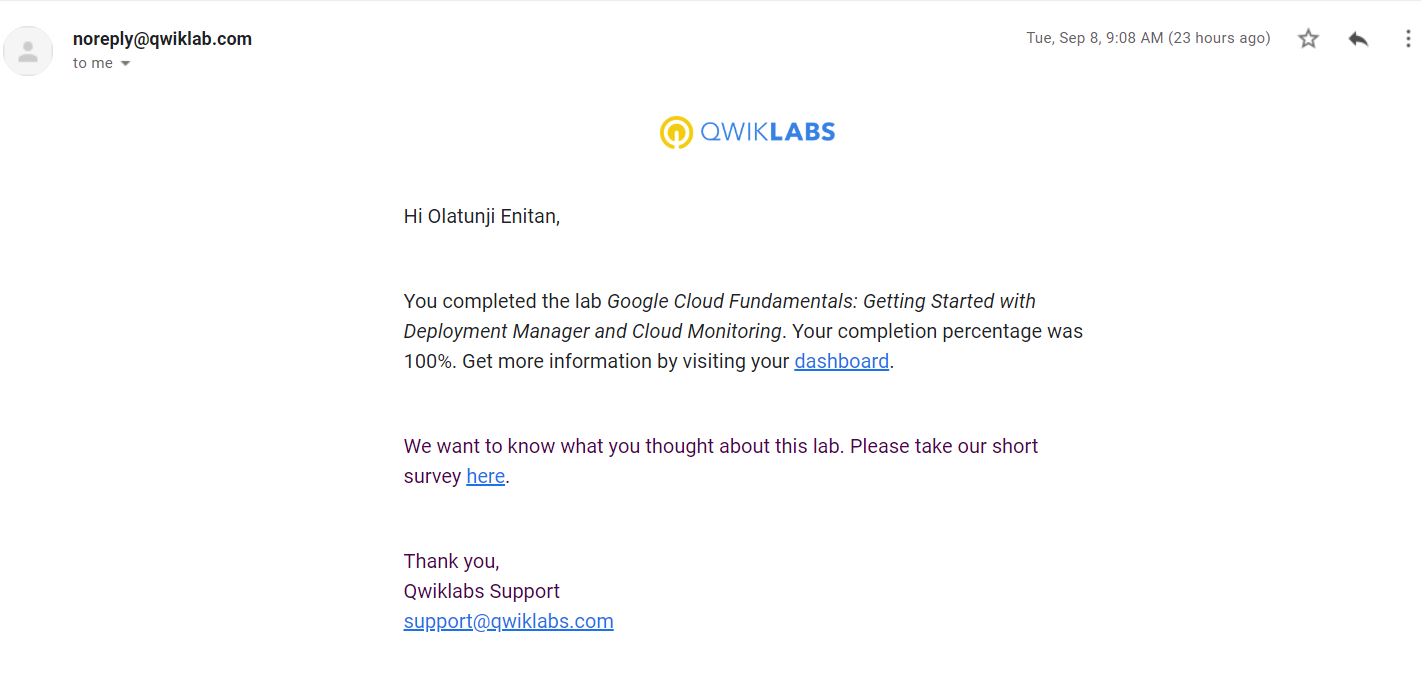 noreply@qwiklab.com
Tue, Sep 8, 9:08 AM (23 hours ago)
to me
QWIKLABS
Hi Olatunji Enitan,
You completed the lab Google Cloud Fundamentals: Getting Started with
Deployment Manager and Cloud Monitoring. Your completion percentage was
100%. Get more information by visiting your dashboard.
We want to know what you thought about this lab. Please take our short
survey here.
Thank you,
Qwiklabs Support
support@qwiklabs.com